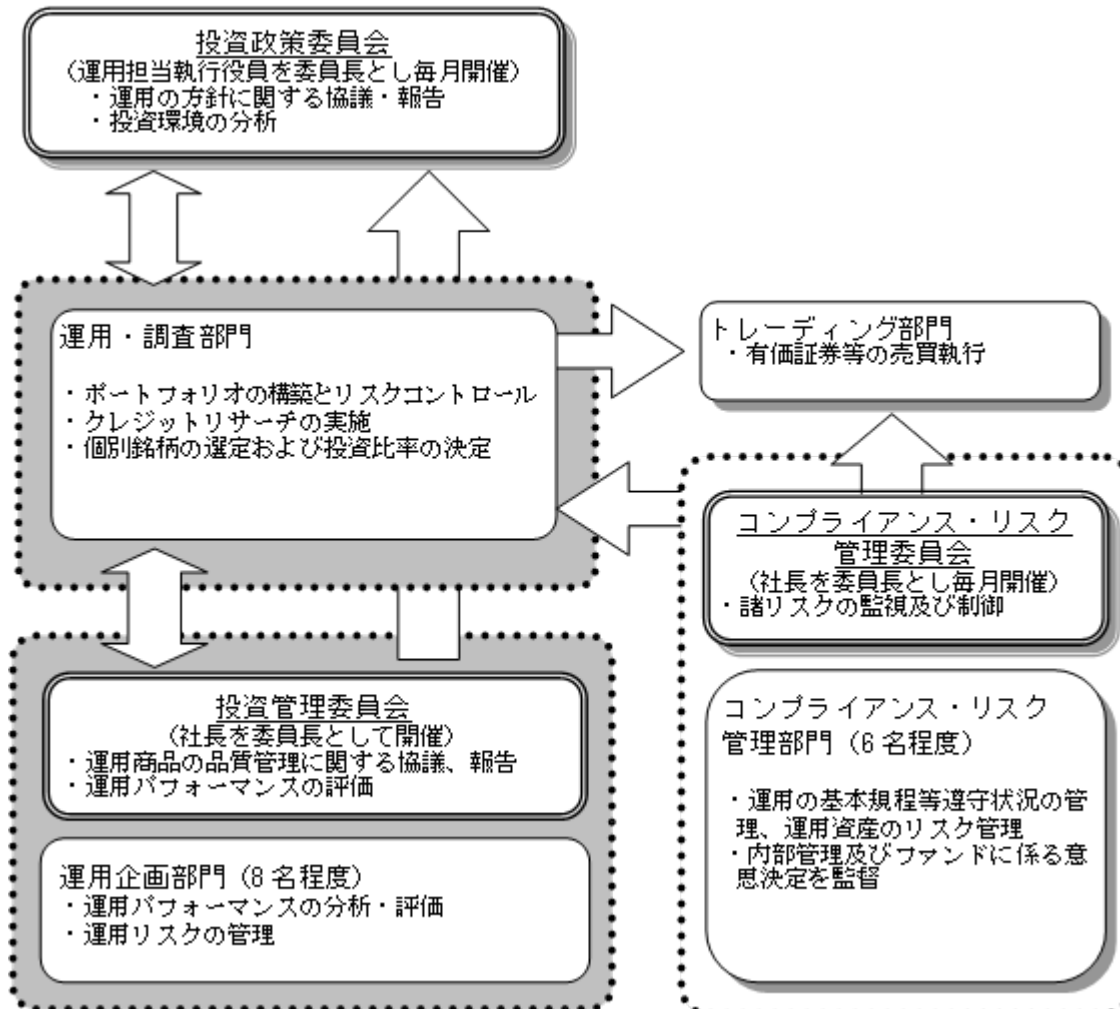 投資政策委員会
（運用担当執行役員を委員長とし毎月開催）
・運用の方針に関する協議・報告
・投資環境の分析
運用・調査部門
・ポートフォリオの構築とリスクコントロール
・クレジットリサーチの実施
・個別銘柄の選定および投資比率の決定
トレーディング部門
・有価証券等の売買執行
コンプライアンス・リスク
管理委員会
（社長を委員長とし毎月開催）
・諸リスクの監視及び制御
投資管理委員会
（社長を委員長として開催）
・運用商品の品質管理に関する協議、報告
・運用パフォーマンスの評価
運用企画部門（8名程度）
・運用パフォーマンスの分析・評価
・運用リスクの管理
コンプライアンス・リスク
管理部門（6名程度）
・運用の基本規程等遵守状況の管
理、運用資産のリスク管理
・内部管理及びファンドに係る意
思決定を監督